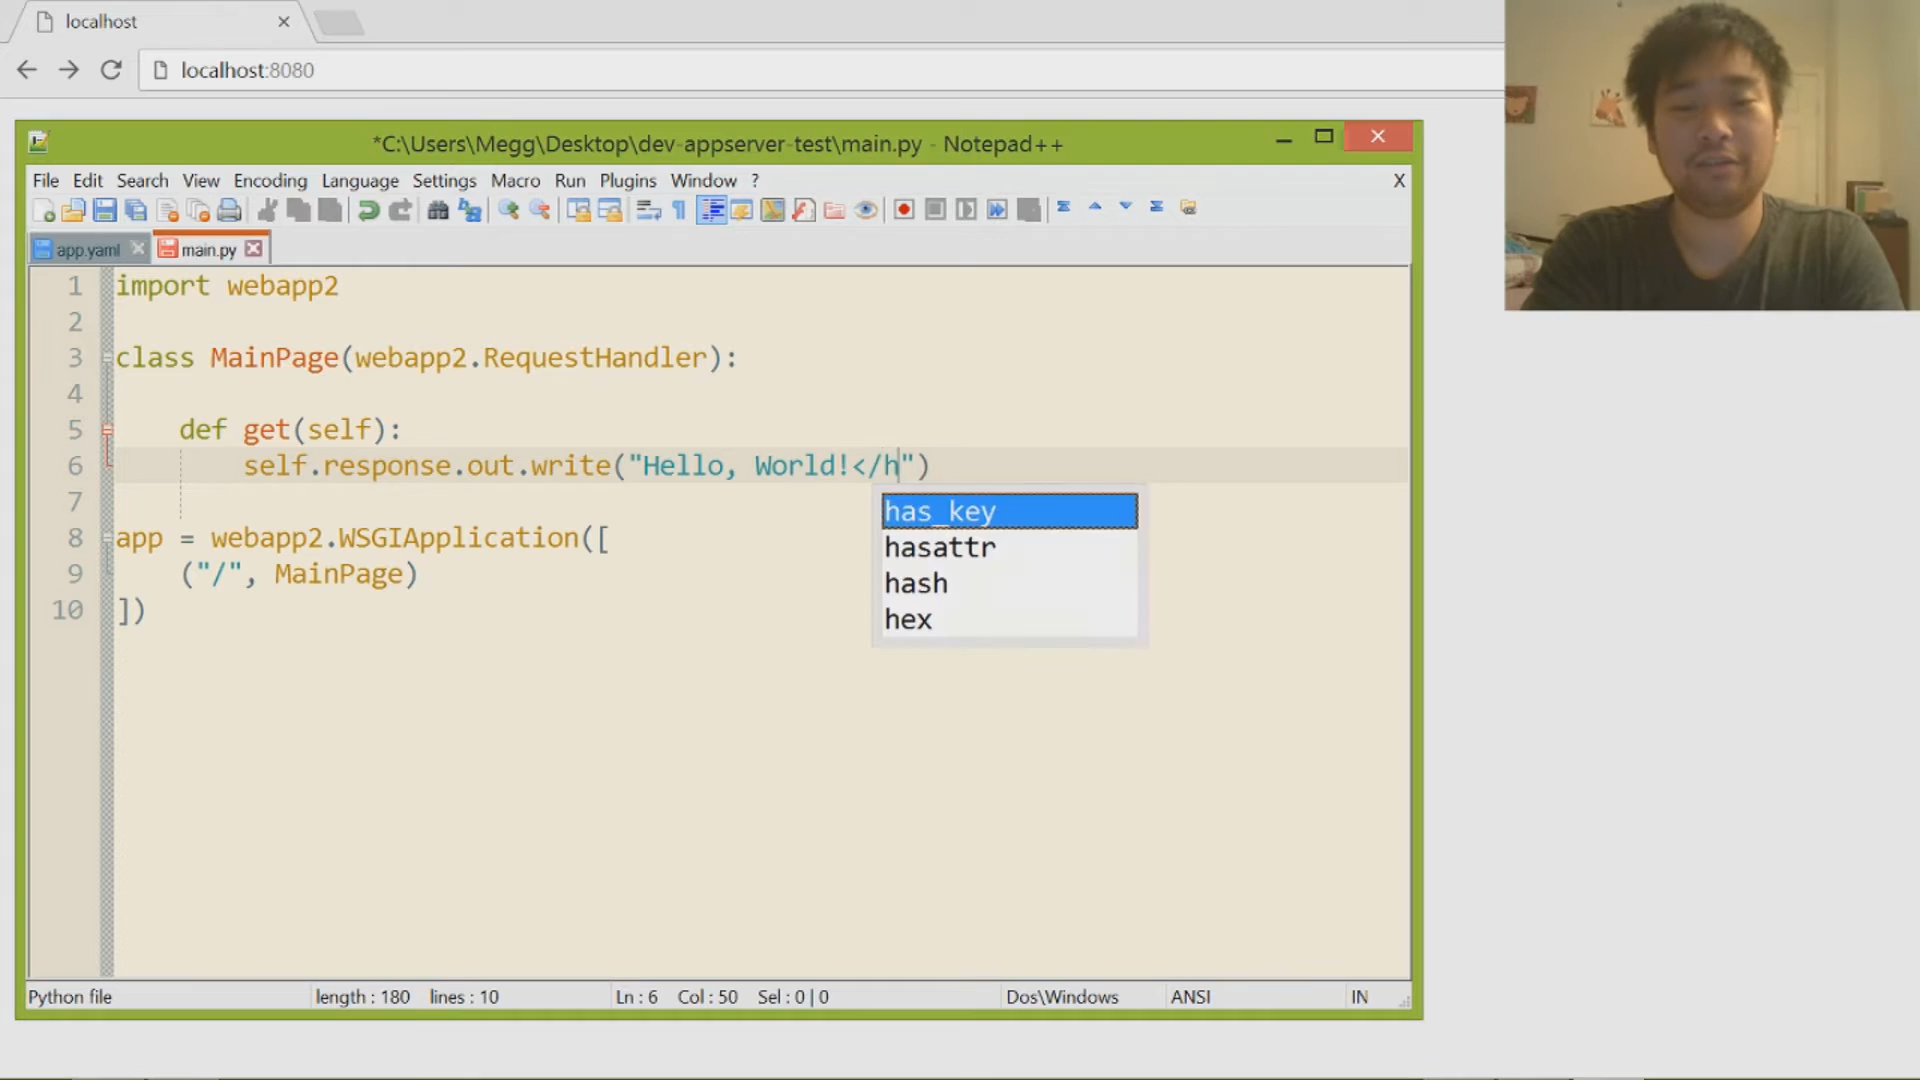 localhost
localhost:8080
*C:\Users\Megg\Desktop\dev-appserver-test\main.py - Notepad++
File Edit Search View Encoding Language Settings Macro Run Plugins Window ? X
app.yaml main.py
1 import webapp2
2
3 class MainPage(webapp2.RequestHandler):
4
5 def get(self):
6 self.response.out.write("Hello, World!</h")
7
8 app = webapp2.WSGIApplication([
9 ("/", MainPage)
10 ])
has_key
hasattr
hash
hex
Python file length : 180 lines : 10 Ln : 6 Col : 50 Sel : 0 | 0 Dos\Windows ANSI IN